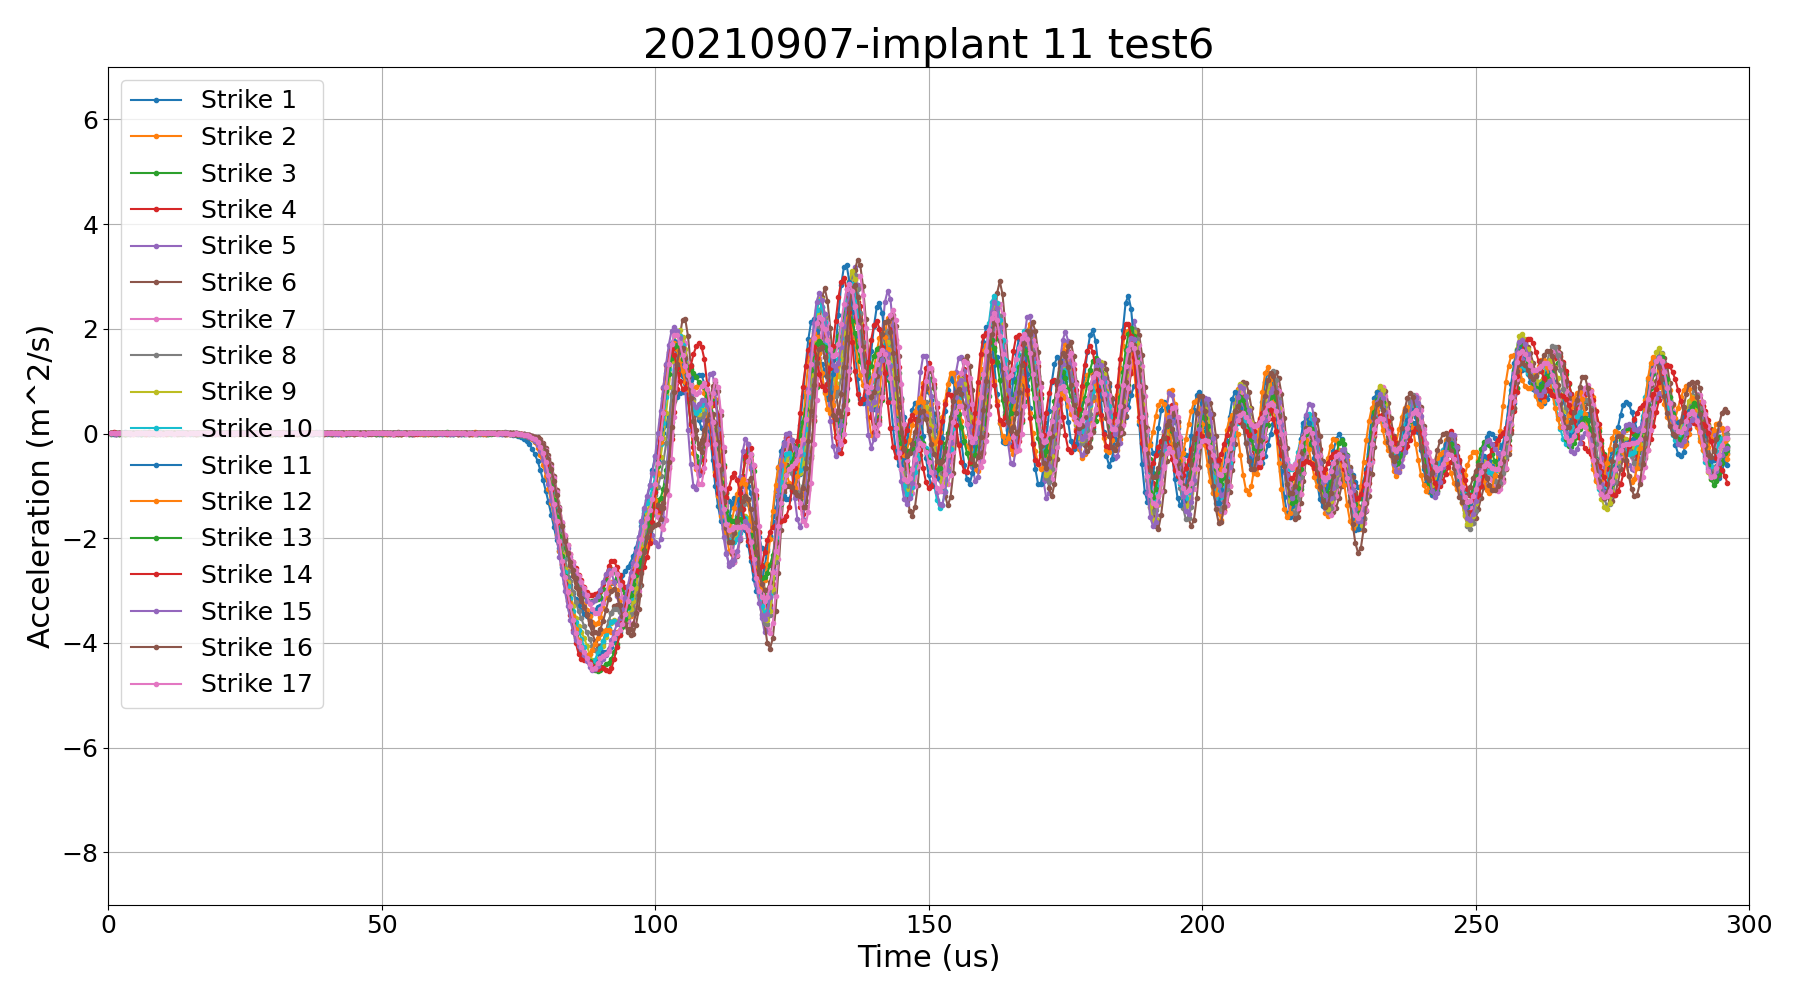 20210907-implant 11 test6
Strike 1
Strike 2
Strike 3
Strike 4
Strike 5
Strike 6
Strike 7
Strike 8
Strike 9
Strike 10
Strike 11
Strike 12
Strike 13
Strike 14
Strike 15
Strike 16
Strike 17
Acceleration (m^2/s)
6
4
2
0
−2
−4
−6
−8
0 50 100 150 200 250 300
Time (us)